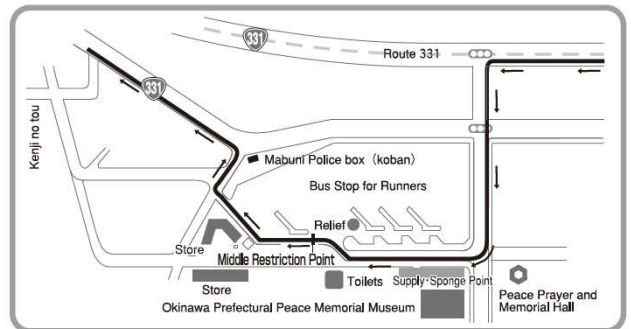 331
Route 331
331
Kenji no tou
Mabuni Police box（koban）
Bus Stop for Runners
Relief
Store
Middle Restriction Point
Store
Toilets
Supply・Sponge Point
Okinawa Prefectural Peace Memorial Museum
Peace Prayer and
Memorial Hall